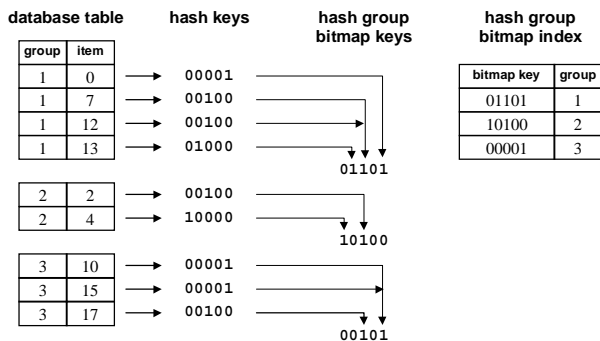 database table
hash keys
hash group
bitmap keys
hash group
bitmap index
group item
1 0 00001
1 7 00100
1 12 00100
1 13 01000
01101
2 2 00100
2 4 10000
10100
3 10 00001
3 15 00001
3 17 00100
00101
bitmap key group
01101 1
10100 2
00001 3